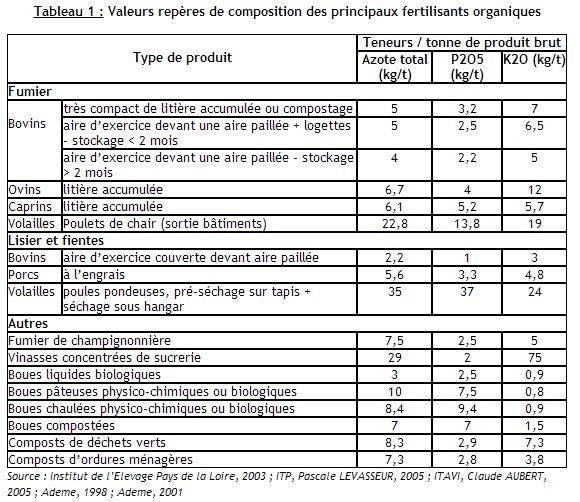 Tableau 1 : Valeurs repères de composition des principaux fertilisants organiques
Type de produit
Teneurs / tonne de produit brut
Azote total (kg/t) P2O5 (kg/t) K2O (kg/t)
Fumier
Bovins très compact de litière accumulée ou compostage 5 3,2 7
aire d'exercice devant une aire paillée + logettes 5 2,5 6,5
- stockage < 2 mois
aire d'exercice devant une aire paillée - stockage 4 2,2 5
> 2 mois
Ovins litière accumulée 6,7 4 12
Caprins litière accumulée 6,1 5,2 5,7
Volailles Poulets de chair (sortie bâtiments) 22,8 13,8 19
Lisier et fientes
Bovins aire d'exercice couverte devant aire paillée 2,2 1 3
Porcs à l'engrais 5,6 3,3 4,8
Volailles poules pondeuses, pré-séchage sur tapis + 35 37 24
séchage sous hangar
Autres
Fumier de champignonnière 7,5 2,5 5
Vinasses concentrées de sucrerie 29 2 75
Boues liquides biologiques 3 2,5 0,9
Boues pâteuses physico-chimiques ou biologiques 10 7,5 0,8
Boues chaulées physico-chimiques ou biologiques 8,4 9,4 0,9
Boues compostées 7 7 1,5
Composts de déchets verts 8,3 2,9 7,3
Composts d'ordures ménagères 7,3 2,8 3,8
Source : Institut de l'Elevage Pays de la Loire, 2003 ; ITP, Pascale LEVASSEUR, 2005 ; ITAVI, Claude AUBERT,
2005 ; Ademe, 1998 ; Ademe, 2001